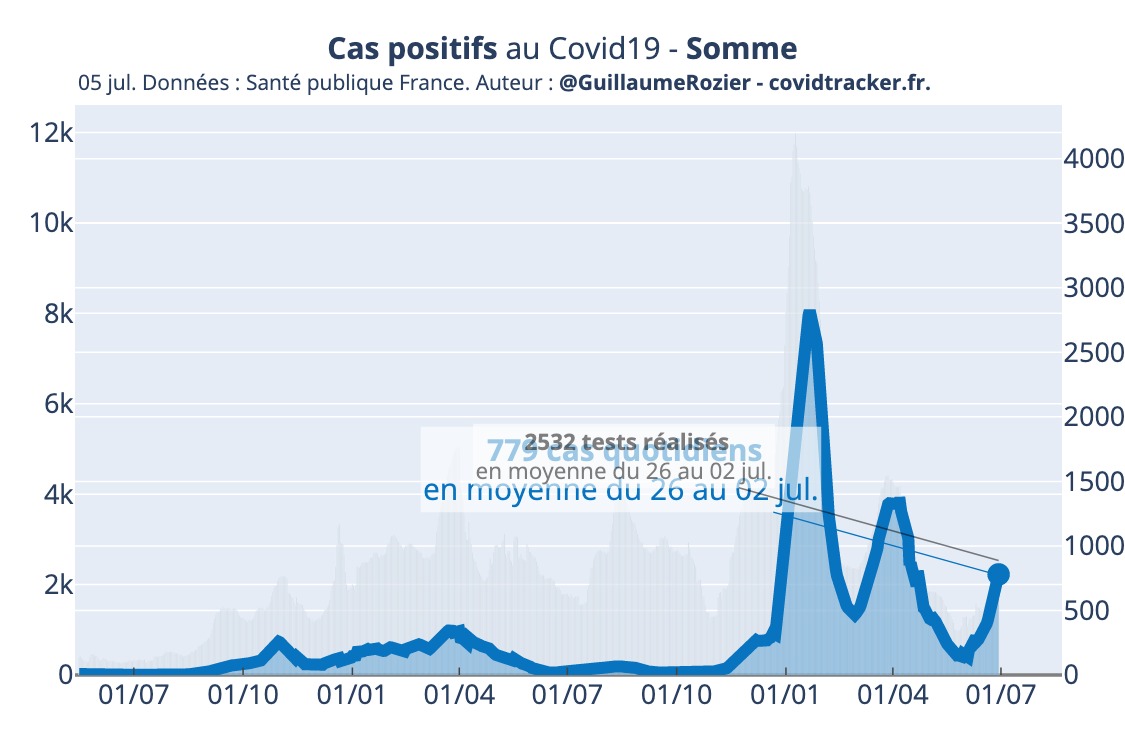 Cas positifs au Covid19 - Somme
05 jul. Données : Santé publique France. Auteur : @GuillaumeRozier - covidtracker.fr.
12k
10k
8k
6k
4k
2k
0
4000
3500
3000
2500
2000
1500
1000
500
0
2532 tests réalisés
en moyenne du 26 au 02 jul.
779 cas quotidiens
en moyenne du 26 au 02 jul.
01/07
01/10
01/01
01/04
01/07
01/10
01/01
01/04
01/07